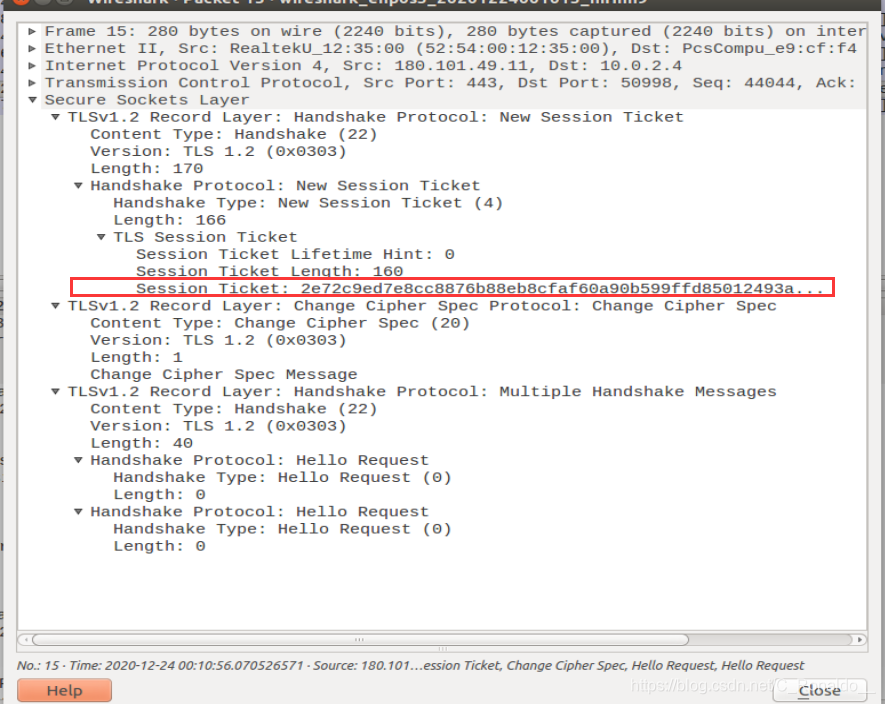 Frame 15: 280 bytes on wire (2240 bits), 280 bytes captured (2240 bits) on inter
Ethernet II, Src: RealtekU_12:35:00 (52:54:00:12:35:00), Dst: PcsCompu_e9:cf:f4
Internet Protocol Version 4, Src: 180.101.49.11, Dst: 10.0.2.4
Transmission Control Protocol, Src Port: 443, Dst Port: 50998, Seq: 44044, Ack:
Secure Sockets Layer
TLSv1.2 Record Layer: Handshake Protocol: New Session Ticket
Content Type: Handshake (22)
Version: TLS 1.2 (0x0303)
Length: 170
Handshake Protocol: New Session Ticket
Handshake Type: New Session Ticket (4)
Length: 166
TLS Session Ticket
Session Ticket Lifetime Hint: 0
Session Ticket Length: 160
Session Ticket: 2e72c9ed7e8cc8876b88eb8cfaf60a90b599ffd85012493a...
TLSv1.2 Record Layer: Change Cipher Spec Protocol: Change Cipher Spec
Content Type: Change Cipher Spec (20)
Version: TLS 1.2 (0x0303)
Length: 1
Change Cipher Spec Message
TLSv1.2 Record Layer: Handshake Protocol: Multiple Handshake Messages
Content Type: Handshake (22)
Version: TLS 1.2 (0x0303)
Length: 40
Handshake Protocol: Hello Request
Handshake Type: Hello Request (0)
Length: 0
Handshake Protocol: Hello Request
Handshake Type: Hello Request (0)
Length: 0
No.: 15 · Time: 2020-12-24 00:10:56.070526571 · Source: 180.101…ession Ticket, Change Cipher Spec, Hello Request, Hello Request
Help
Close